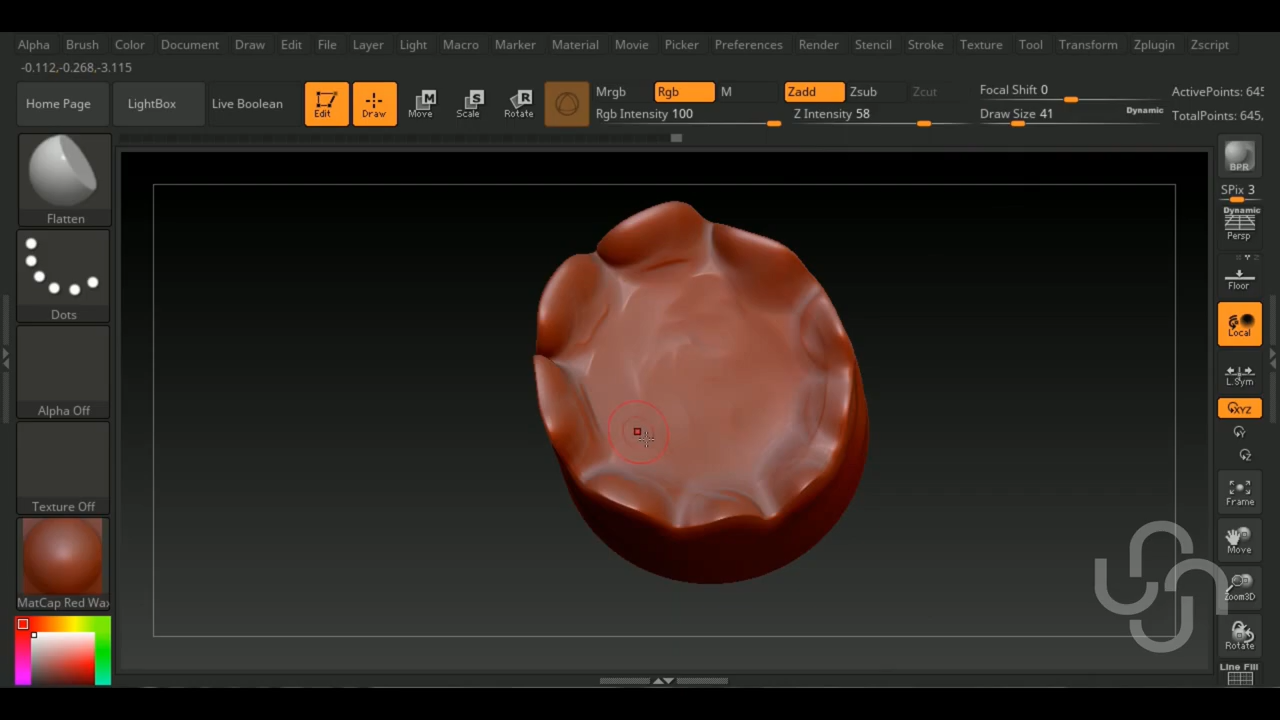 Alpha Brush Color Document Draw Edit File Layer Light Macro Marker Material Movie Picker Preferences Render Stencil Stroke Texture Tool Transform Zplugin Zscript
-0.112,-0.268,-3.115
Home Page LightBox Live Boolean Edit Draw Move Scale Rotate
Mrgb Rgb M Zadd Zsub Zcut Focal Shift 0 ActivePoints: 645
Rgb Intensity 100 Z Intensity 58 Draw Size 41 Dynamic TotalPoints: 645,
Flatten
Dots
Alpha Off
Texture Off
MatCap Red Wax
BPR
SPix 3
Dynamic
Persp
Floor
Local
L.Sym
XYZ
Y
Z
Frame
Move
Zoom3D
Rotate
Line Fill